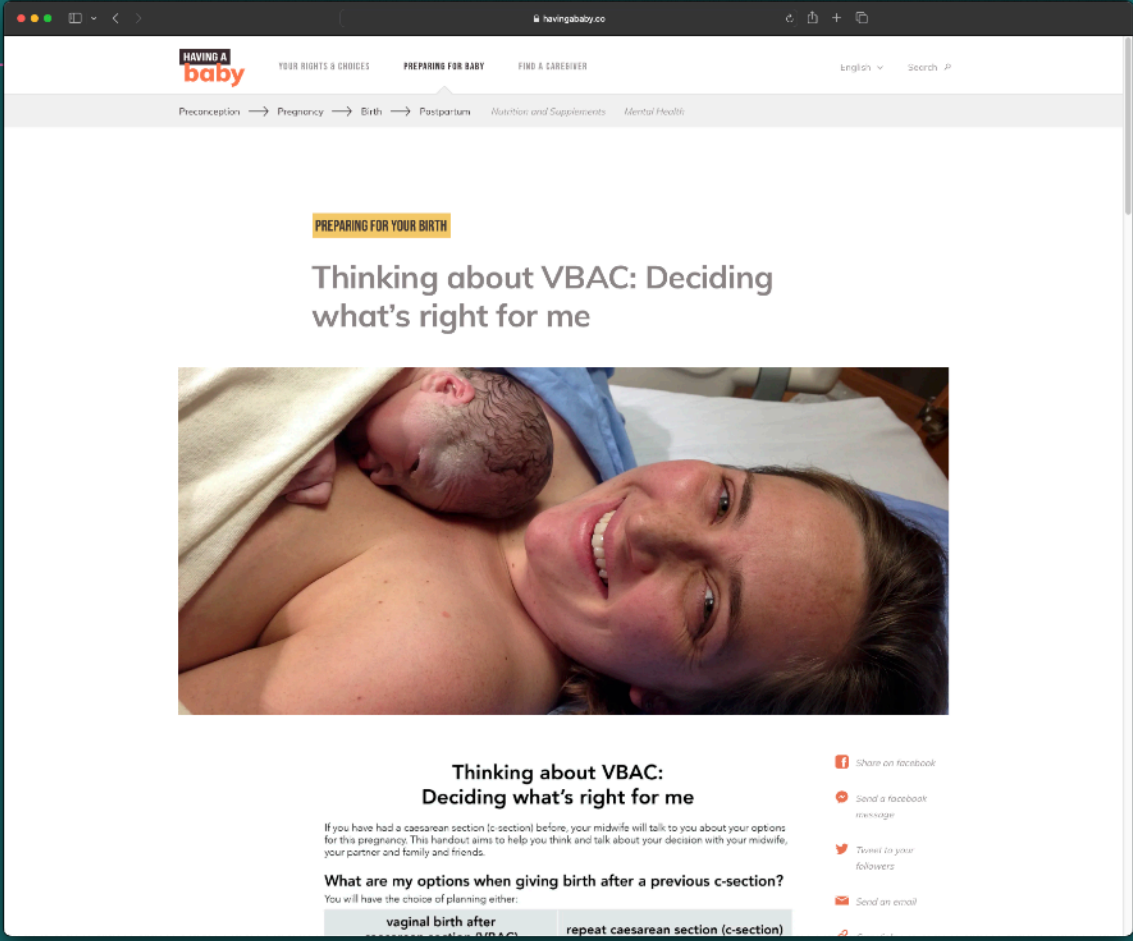 havingababy.co
HAVING A
baby
YOUR RIGHTS & CHOICES
PREPARING FOR BABY
FIND A CAREGIVER
English
Search
Preconception
Pregnancy
Birth
Postpartum
Nutrition and Supplements
Mental Health
PREPARING FOR YOUR BIRTH
Thinking about VBAC: Deciding
what's right for me
Thinking about VBAC:
Deciding what's right for me
If you have had a caesarean section (c-section) before, your midwife will talk to you about your options
for this pregnancy. This handout aims to help you think and talk about your decision with your midwife,
your partner and family and friends.
What are my options when giving birth after a previous c-section?
You will have the choice of planning either:
vaginal birth after
caesarean section (VBAC)
repeat caesarean section (c-section)
Share on facebook
Send a facebook
message
Tweet to your
followers
Send an email